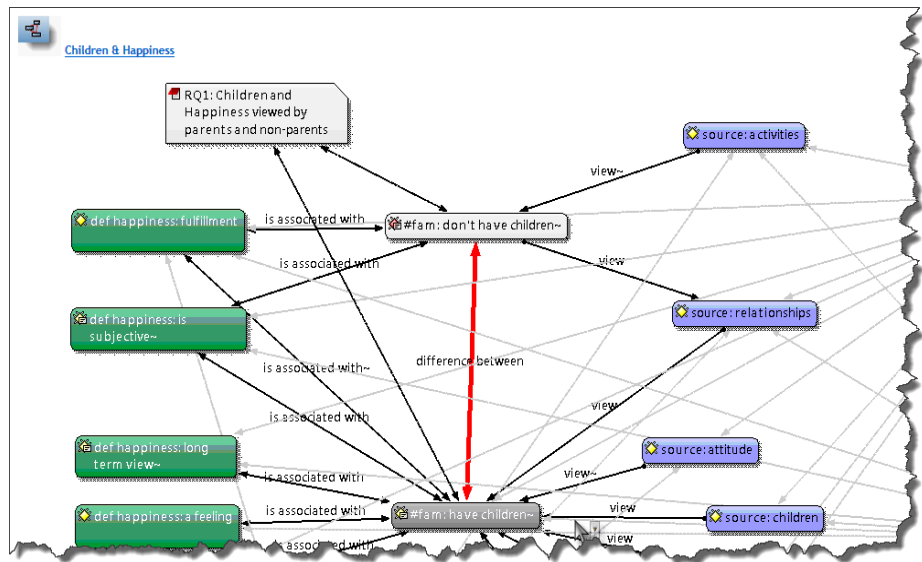 Children & Happiness
RQ1: Children and
Happiness viewed by
parents and non-parents
source: activities
view~
def happiness: fulfillment
is associated with
#fam: don't have children~
is associated with
view
def happiness: is
subjective~
source: relationships
difference between
is associated with~
view~
is associated with
def happiness: long
term view~
source: attitude
view~
is associated with
#fam: have children~
view
def happiness: a feeling
is associated with
source: children
is associated with
view